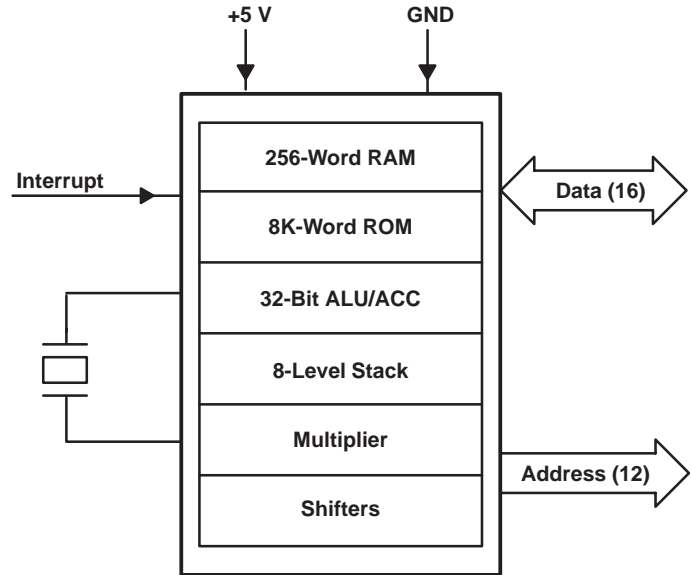 +5 V
GND
256-Word RAM
Interrupt
Data (16)
8K-Word ROM
32-Bit ALU/ACC
8-Level Stack
Multiplier
Address (12)
Shifters